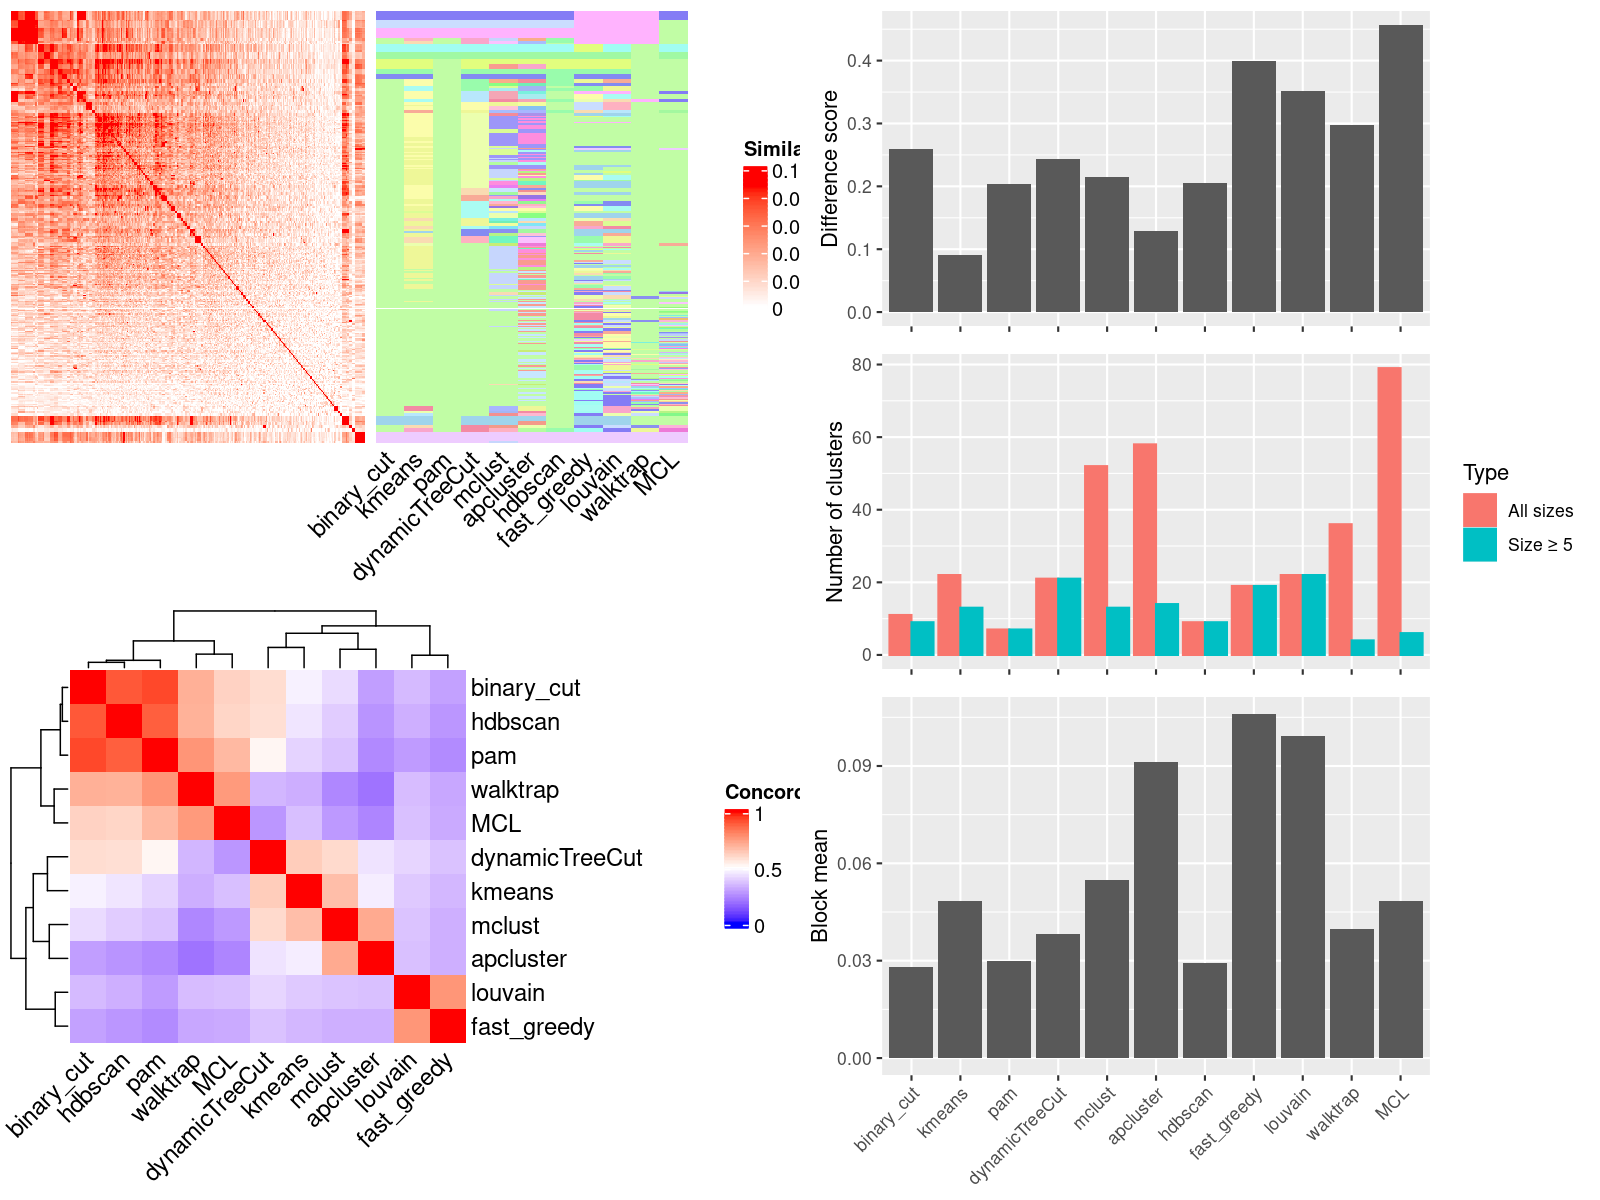 Simila
0.1
0.0
0.0
0.0
0.0
0
binary_cut
kmeans
pam
dynamicTreeCut
mclust
apcluster
hdbscan
fast_greedy
louvain
walktrap
MCL
binary_cut
hdbscan
pam
walktrap
MCL
dynamicTreeCut
kmeans
mclust
apcluster
louvain
fast_greedy
binary_cut
hdbscan
pam
walktrap
MCL
dynamicTreeCut
kmeans
mclust
apcluster
louvain
fast_greedy
Concord
1
0.5
0
Difference score
0.4
0.3
0.2
0.1
0.0
Number of clusters
80
60
40
20
0
Type
All sizes
Size ≥ 5
Block mean
0.09
0.06
0.03
0.00
binary_cut
kmeans
pam
dynamicTreeCut
mclust
apcluster
hdbscan
fast_greedy
louvain
walktrap
MCL